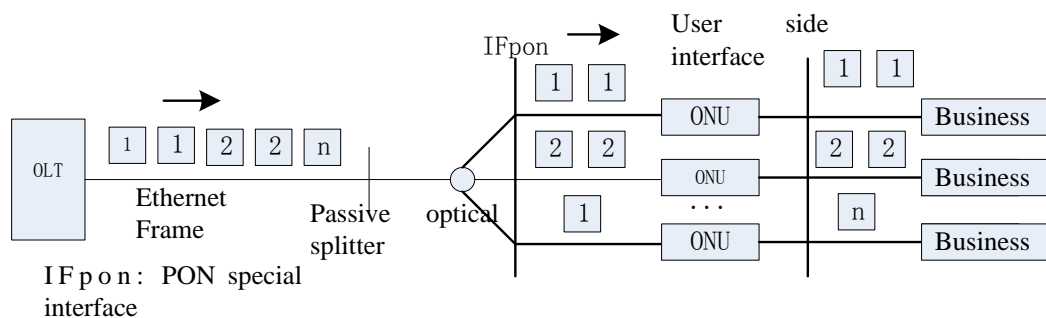 IFpon
User side
interface
1 1
1 1
OLT
1 1 2 2 n
ONU
Business
Ethernet
Frame
Passive optical
splitter
2 2
2 2
ONU
Business
...
1
n
ONU
Business
IFpon: PON special
interface